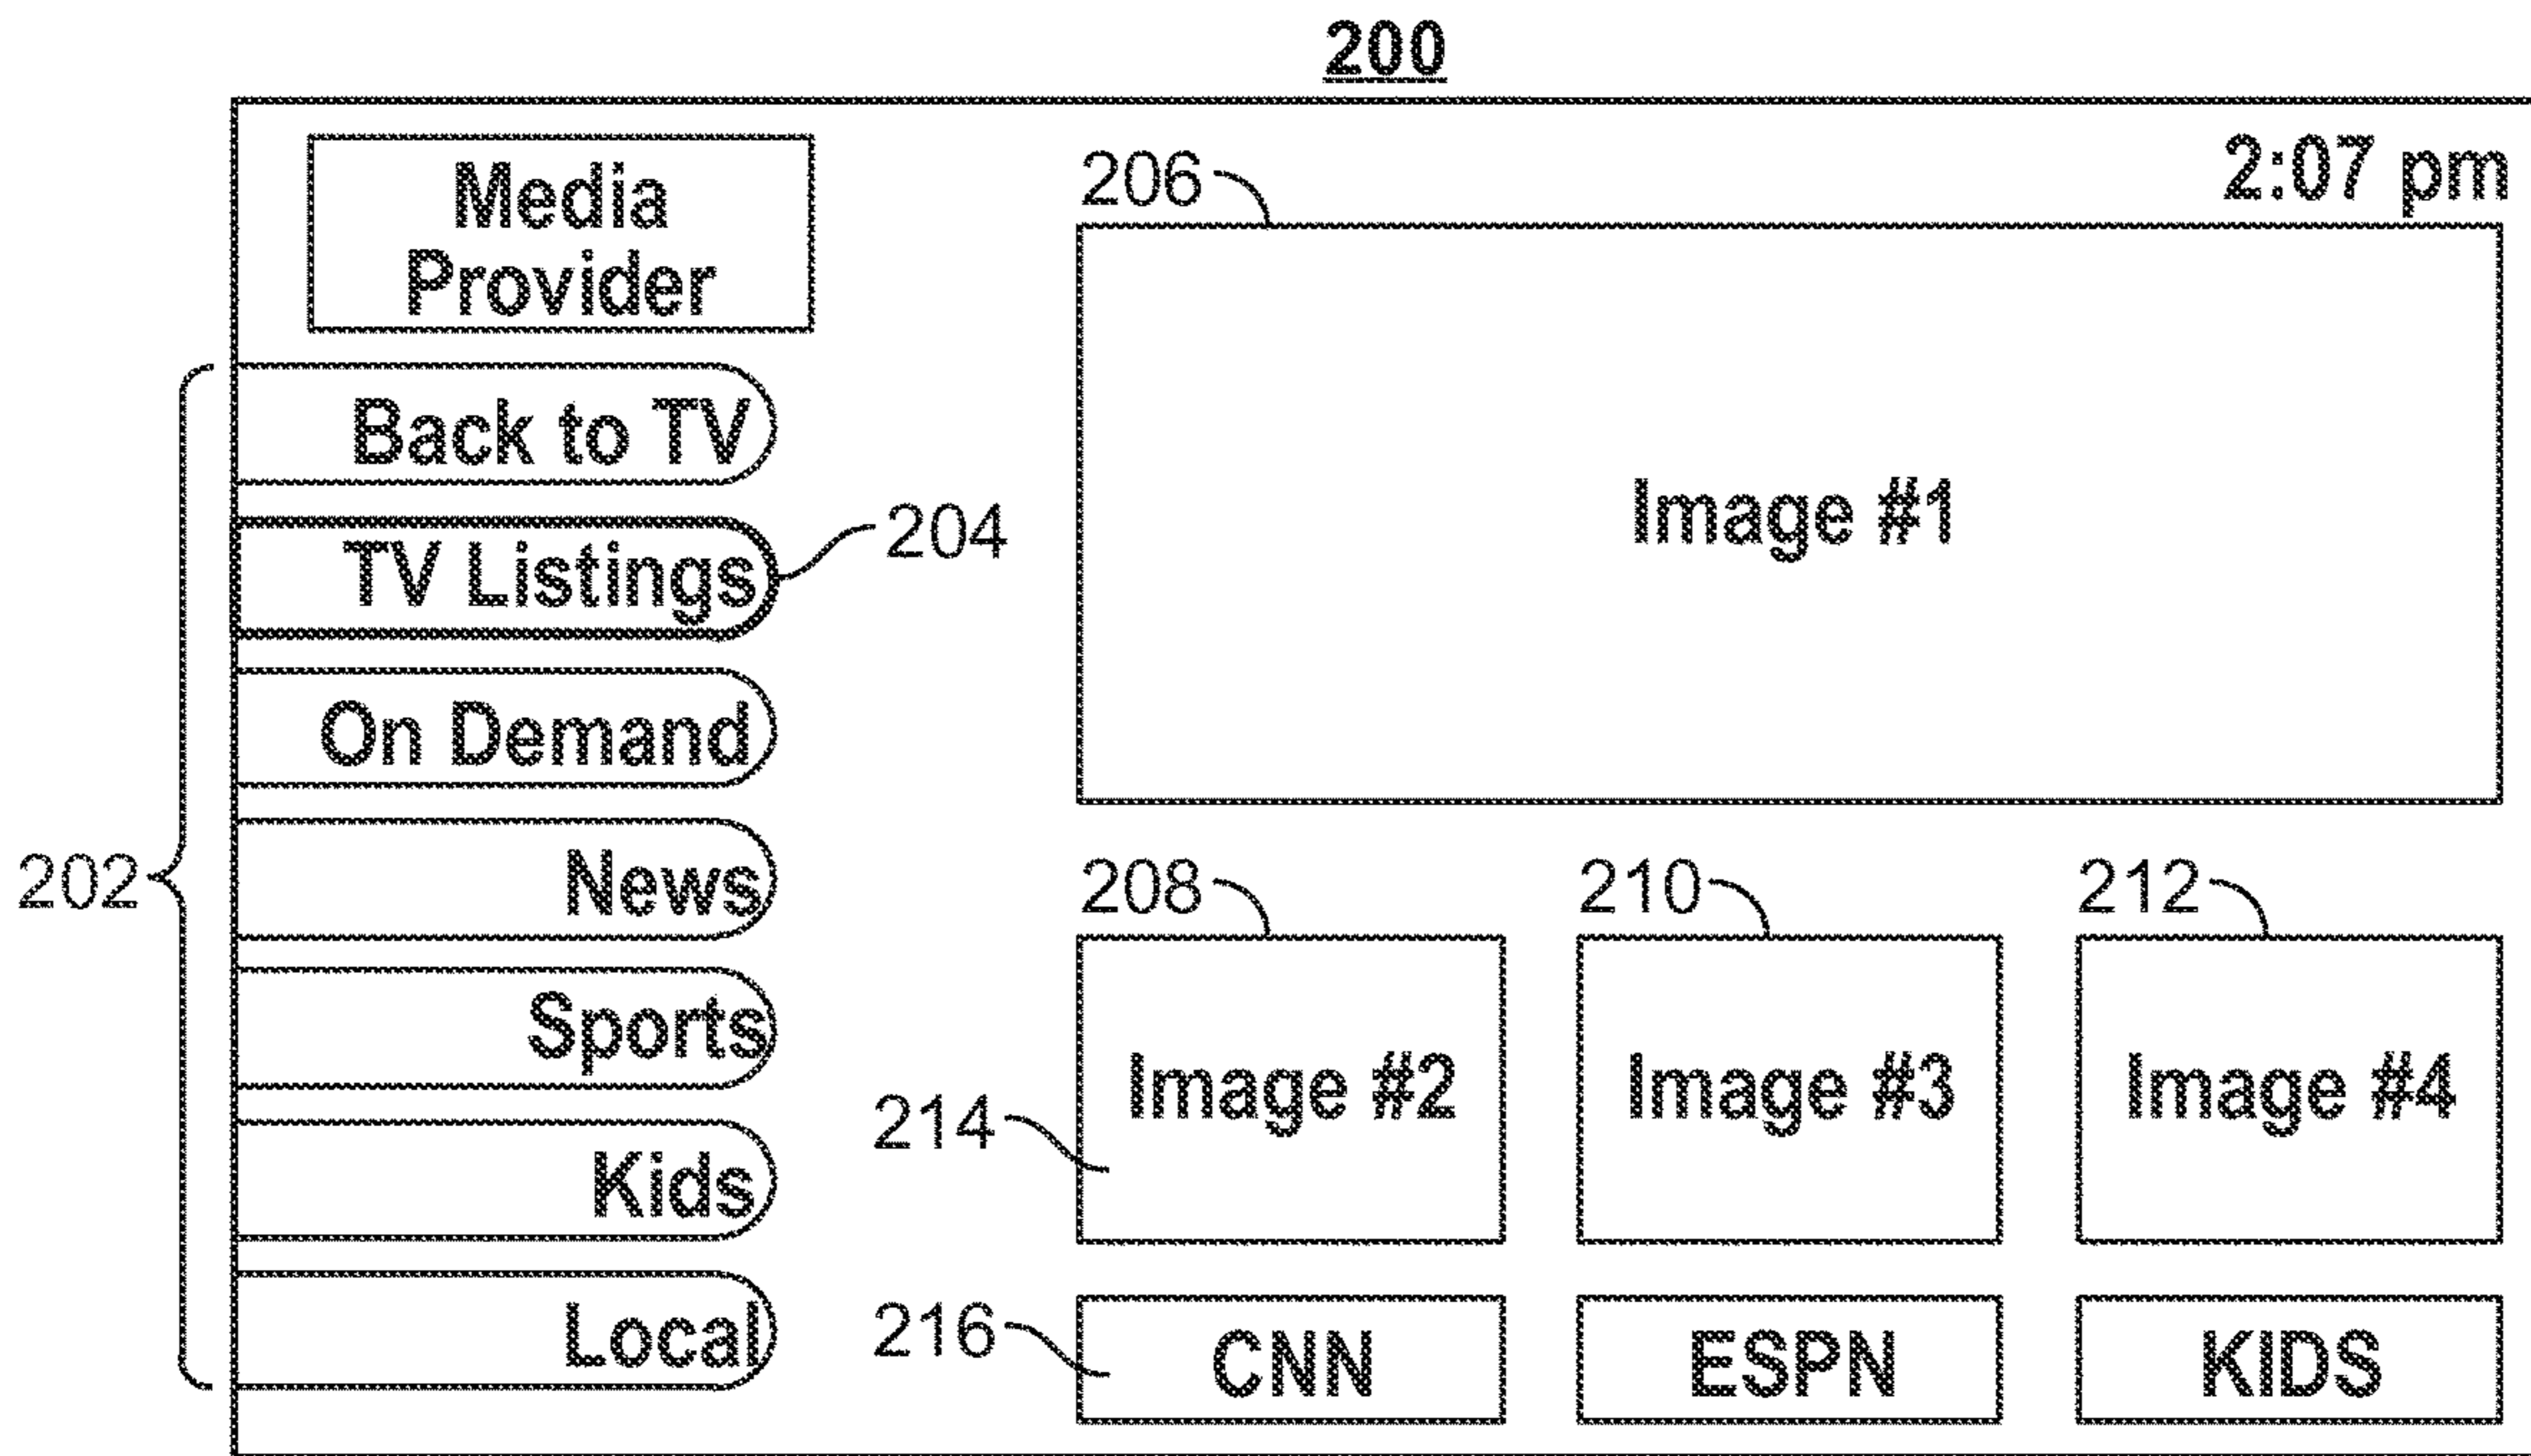 200
2:07 pm
Media
Provider
206
Image #1
Back to TV
TV Listings
204
On Demand
News
202
Sports
Kids
Local
208
210
212
Image #2
Image #3
Image #4
214
216
CNN
ESPN
KIDS